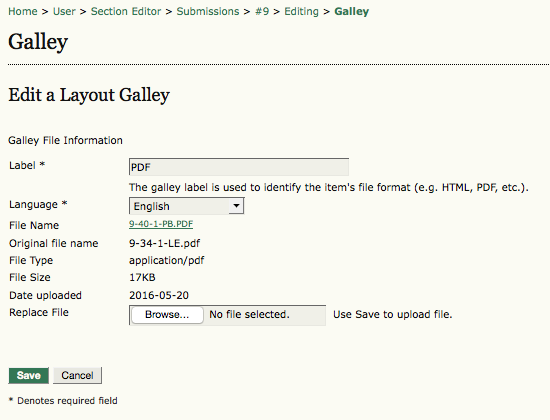 Home > User > Section Editor > Submissions > #9 > Editing > Galley
Galley
Edit a Layout Galley
Galley File Information
Label * PDF
The galley label is used to identify the item's file format (e.g. HTML, PDF, etc.).
Language * English
File Name 9-40-1-PB.PDF
Original file name 9-34-1-LE.pdf
File Type application/pdf
File Size 17KB
Date uploaded 2016-05-20
Replace File Browse... No file selected. Use Save to upload file.
Save Cancel
* Denotes required field